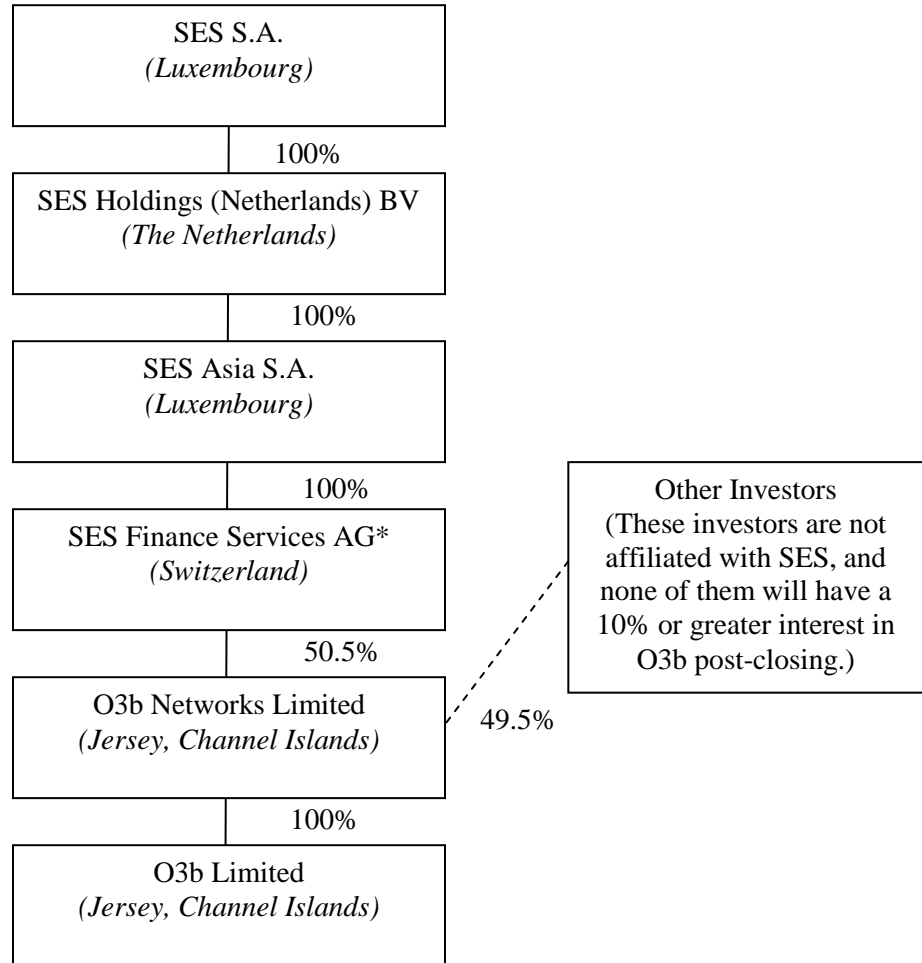 SES S.A.
(Luxembourg)
100%
SES Holdings (Netherlands) BV
(The Netherlands)
100%
SES Asia S.A.
(Luxembourg)
100%
SES Finance Services AG*
(Switzerland)
50.5%
Other Investors
(These investors are not
affiliated with SES, and
none of them will have a
10% or greater interest in
O3b post-closing.)
49.5%
O3b Networks Limited
(Jersey, Channel Islands)
100%
O3b Limited
(Jersey, Channel Islands)